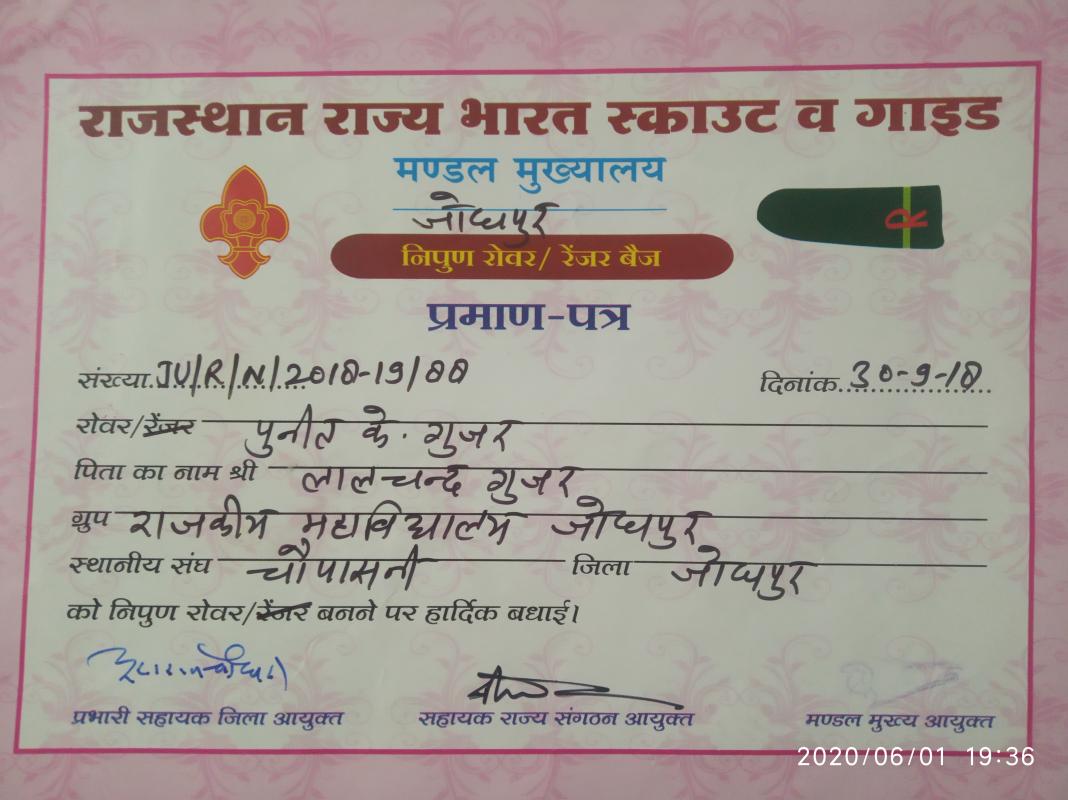 राजस्थान राज्य भारत स्काउट व गाइड
मण्डल मुख्यालय
जोधपुर
R
निपुण रोवर/ रेंजर बैज
प्रमाण-पत्र
संख्या.JU/R/N/2018-19/88 दिनांक..30-9-18
रोवर/रेंजर पुनीत के. गुजर
पिता का नाम श्री लालचन्द गुजर
ग्रुप राजकीय महाविद्यालय जोधपुर
स्थानीय संघ चौपासनी जिला जोधपुर
को निपुण रोवर/रेंजर बनने पर हार्दिक बधाई।
प्रभारी सहायक जिला आयुक्त सहायक राज्य संगठन आयुक्त मण्डल मुख्य आयुक्त
2020/06/01 19:36